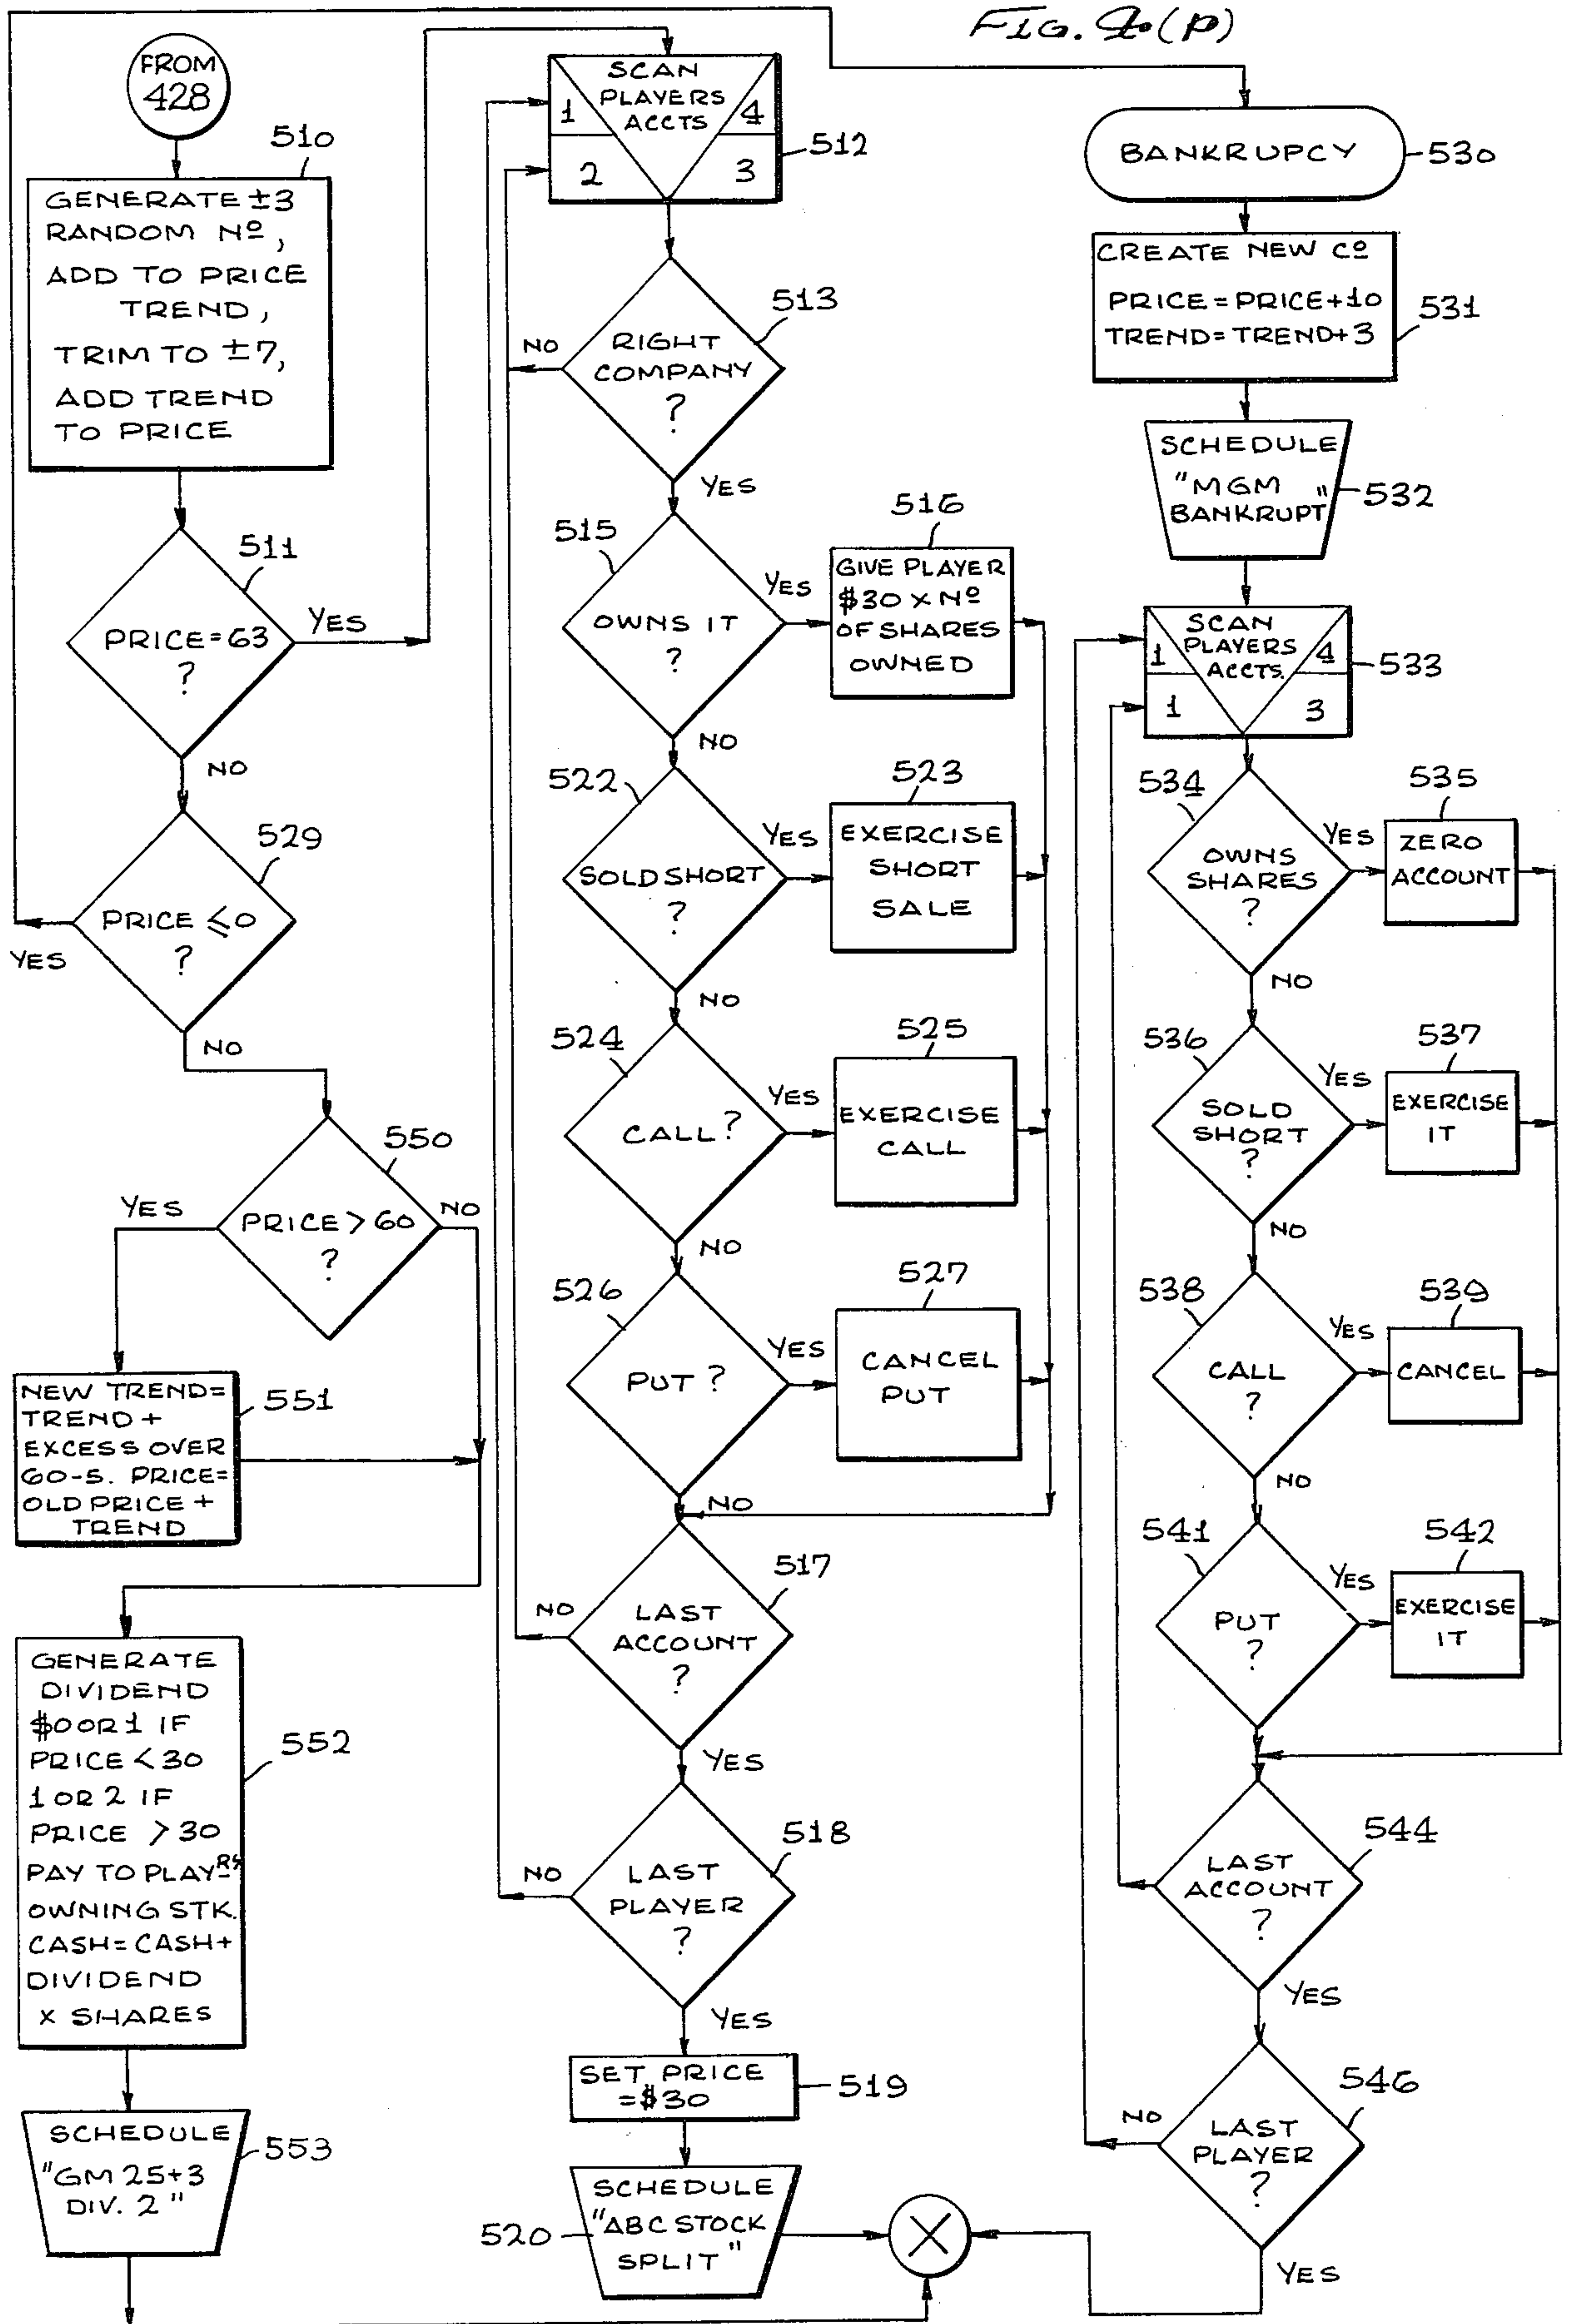 FIG. 9(p)
FROM
428
510
GENERATE ±3
RANDOM Nº,
ADD TO PRICE
TREND,
TRIM TO ±7,
ADD TREND
TO PRICE
511
PRICE=63
?
YES
NO
529
PRICE ≤0
?
YES
NO
550
PRICE > 60
?
YES
NO
NEW TREND=
TREND +
EXCESS OVER
60-5. PRICE=
OLD PRICE +
TREND
551
GENERATE
DIVIDEND
$0 OR 1 IF
PRICE < 30
1 OR 2 IF
PRICE > 30
PAY TO PLAYRS
OWNING STK.
CASH=CASH+
DIVIDEND
X SHARES
552
SCHEDULE
"GM 25+3
DIV. 2"
553
SCAN
PLAYERS
ACCTS
1
4
2
3
512
513
RIGHT
COMPANY
?
NO
YES
515
OWNS IT
?
YES
NO
516
GIVE PLAYER
$30 X Nº
OF SHARES
OWNED
522
SOLD SHORT
?
YES
NO
523
EXERCISE
SHORT
SALE
524
CALL?
YES
NO
525
EXERCISE
CALL
526
PUT ?
YES
NO
527
CANCEL
PUT
517
LAST
ACCOUNT
?
NO
YES
518
LAST
PLAYER
?
NO
YES
SET PRICE
=$30
519
SCHEDULE
"ABC STOCK
SPLIT"
520
BANKRUPCY
530
CREATE NEW Cº
PRICE=PRICE+10
TREND=TREND+3
531
SCHEDULE
"MGM
BANKRUPT"
532
SCAN
PLAYERS
ACCTS.
1
4
1
3
533
534
OWNS
SHARES
?
YES
NO
535
ZERO
ACCOUNT
536
SOLD
SHORT
?
YES
NO
537
EXERCISE
IT
538
CALL
?
YES
NO
539
CANCEL
541
PUT
?
YES
542
EXERCISE
IT
544
LAST
ACCOUNT
?
YES
546
LAST
PLAYER
?
NO
YES